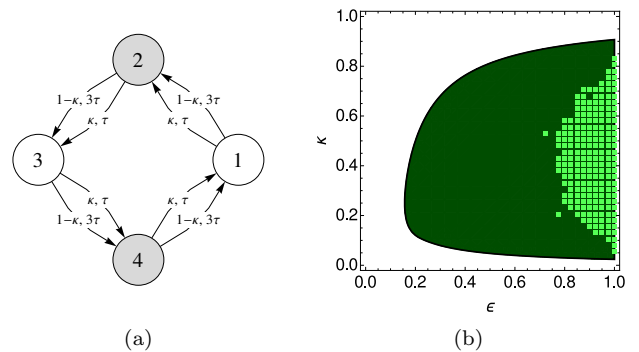 2
1−κ, 3τ
κ, τ
1−κ, 3τ
κ, τ
3
1
κ, τ
1−κ, 3τ
κ, τ
1−κ, 3τ
4
(a)
(b)
1.0
0.8
0.6
0.4
0.2
0.0
κ
0.0 0.2 0.4 0.6 0.8 1.0
ϵ